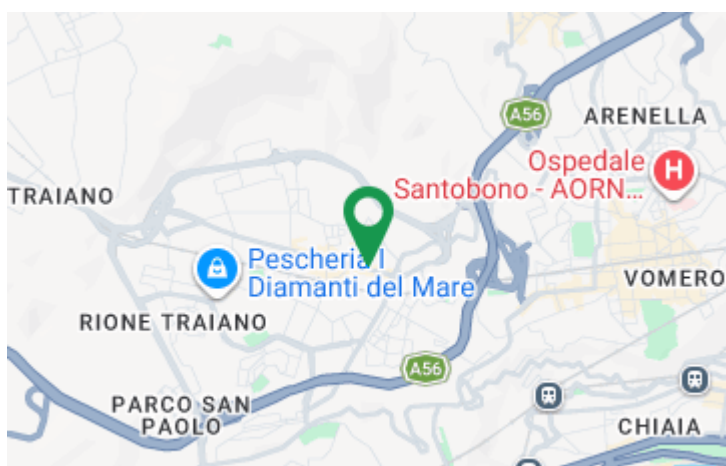 A56
ARENELLA
Ospedale
Santobono - AORN...
H
TRAIANO
Pescheria I
Diamanti del Mare
VOMERO
RIONE TRAIANO
A56
PARCO SAN
PAOLO
CHIAIA